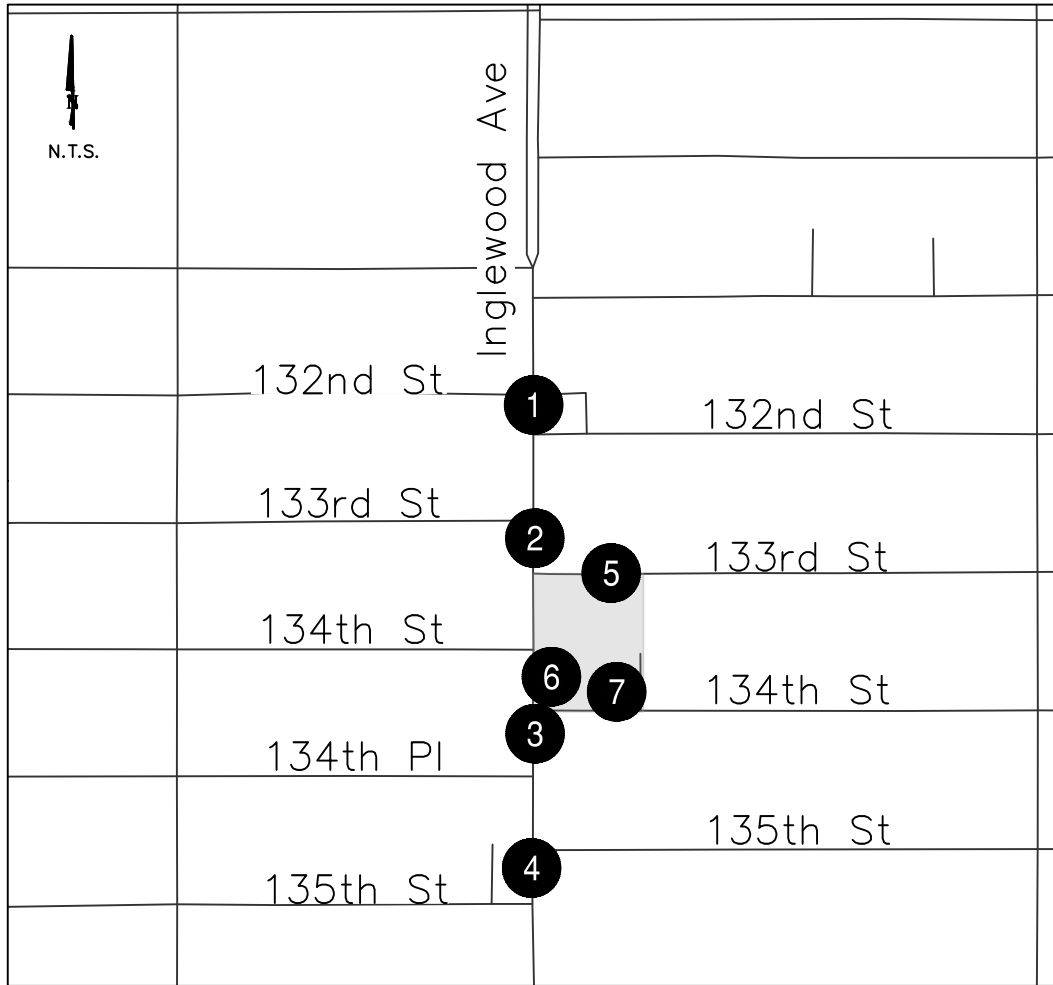 N
N.T.S.
Inglewood Ave
132nd St
1
132nd St
133rd St
2
5
133rd St
134th St
6
7
134th St
3
134th Pl
135th St
4
135th St